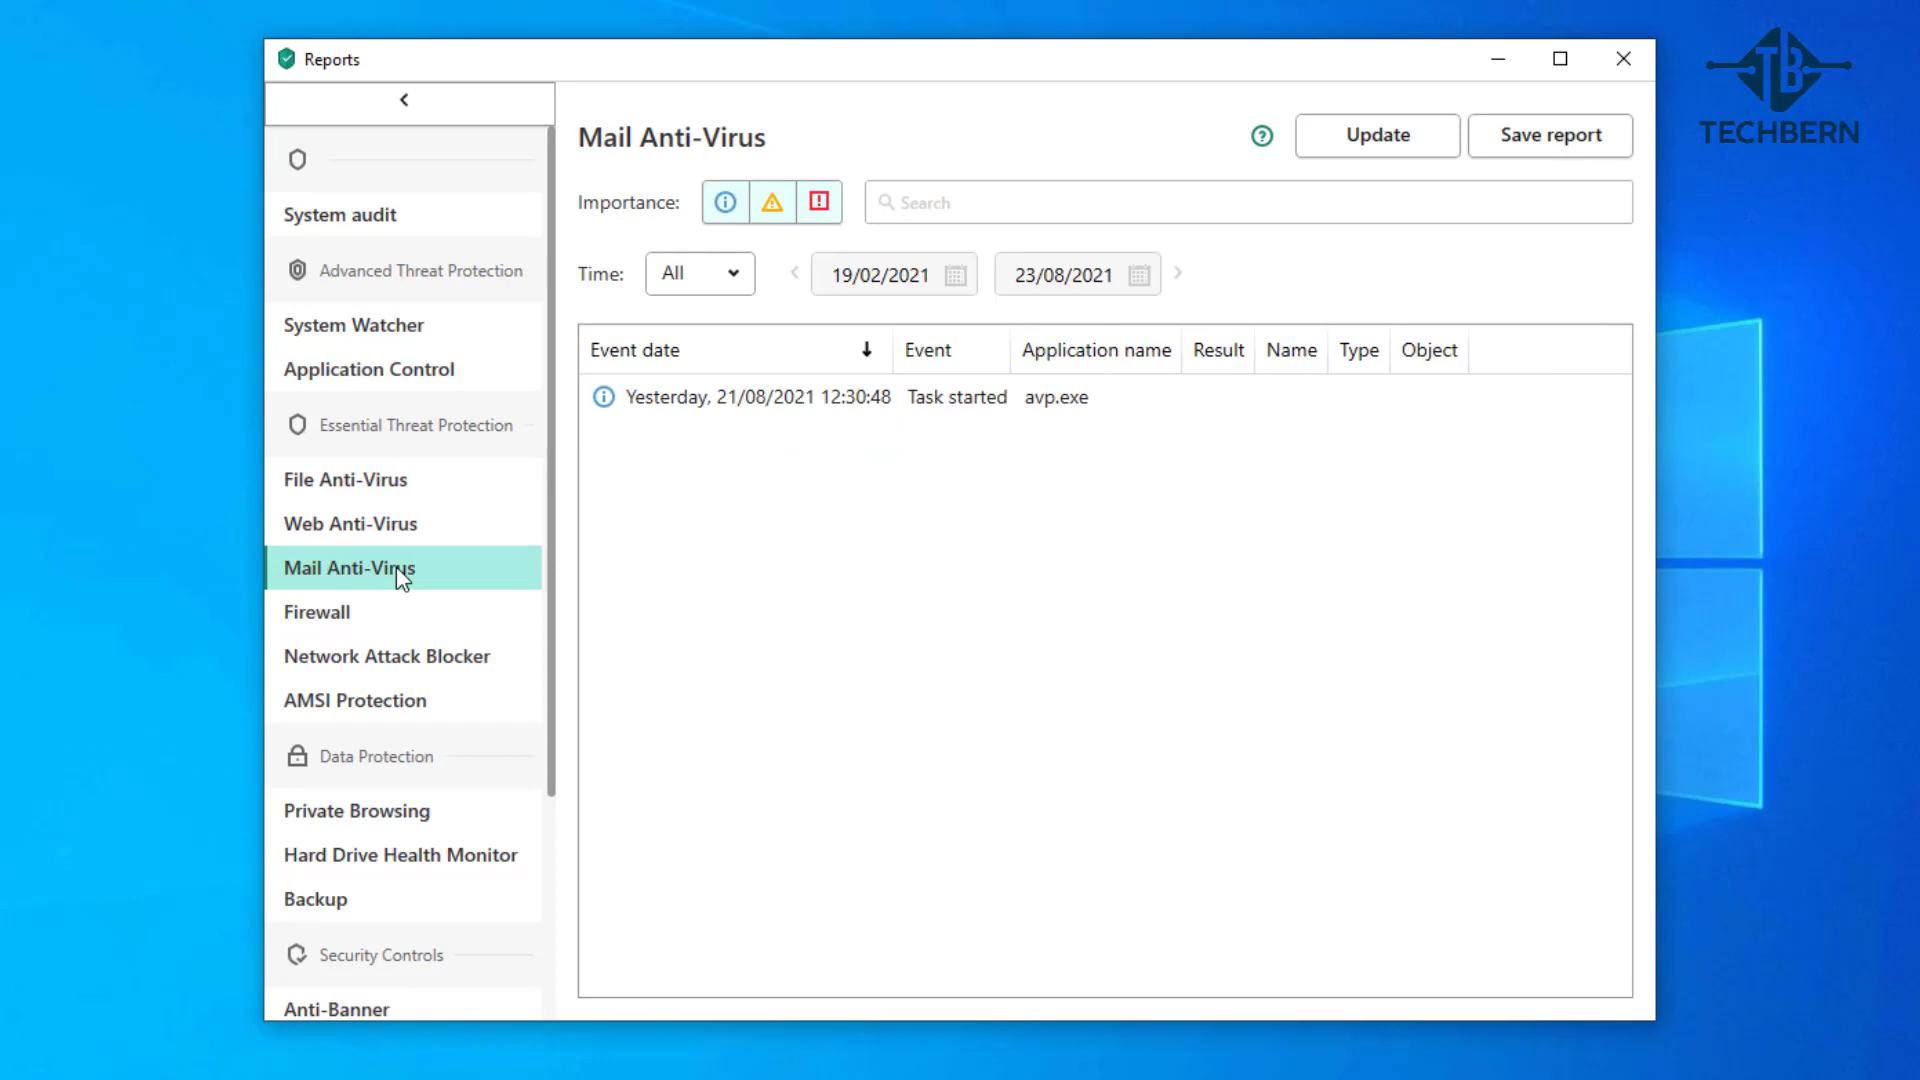 Reports
TECHBERN
System audit
Advanced Threat Protection
System Watcher
Application Control
Essential Threat Protection
File Anti-Virus
Web Anti-Virus
Mail Anti-Virus
Firewall
Network Attack Blocker
AMSI Protection
Data Protection
Private Browsing
Hard Drive Health Monitor
Backup
Security Controls
Anti-Banner
Mail Anti-Virus
Update
Save report
Importance:
Search
Time: All 19/02/2021 23/08/2021
Event date Event Application name Result Name Type Object
Yesterday, 21/08/2021 12:30:48 Task started avp.exe